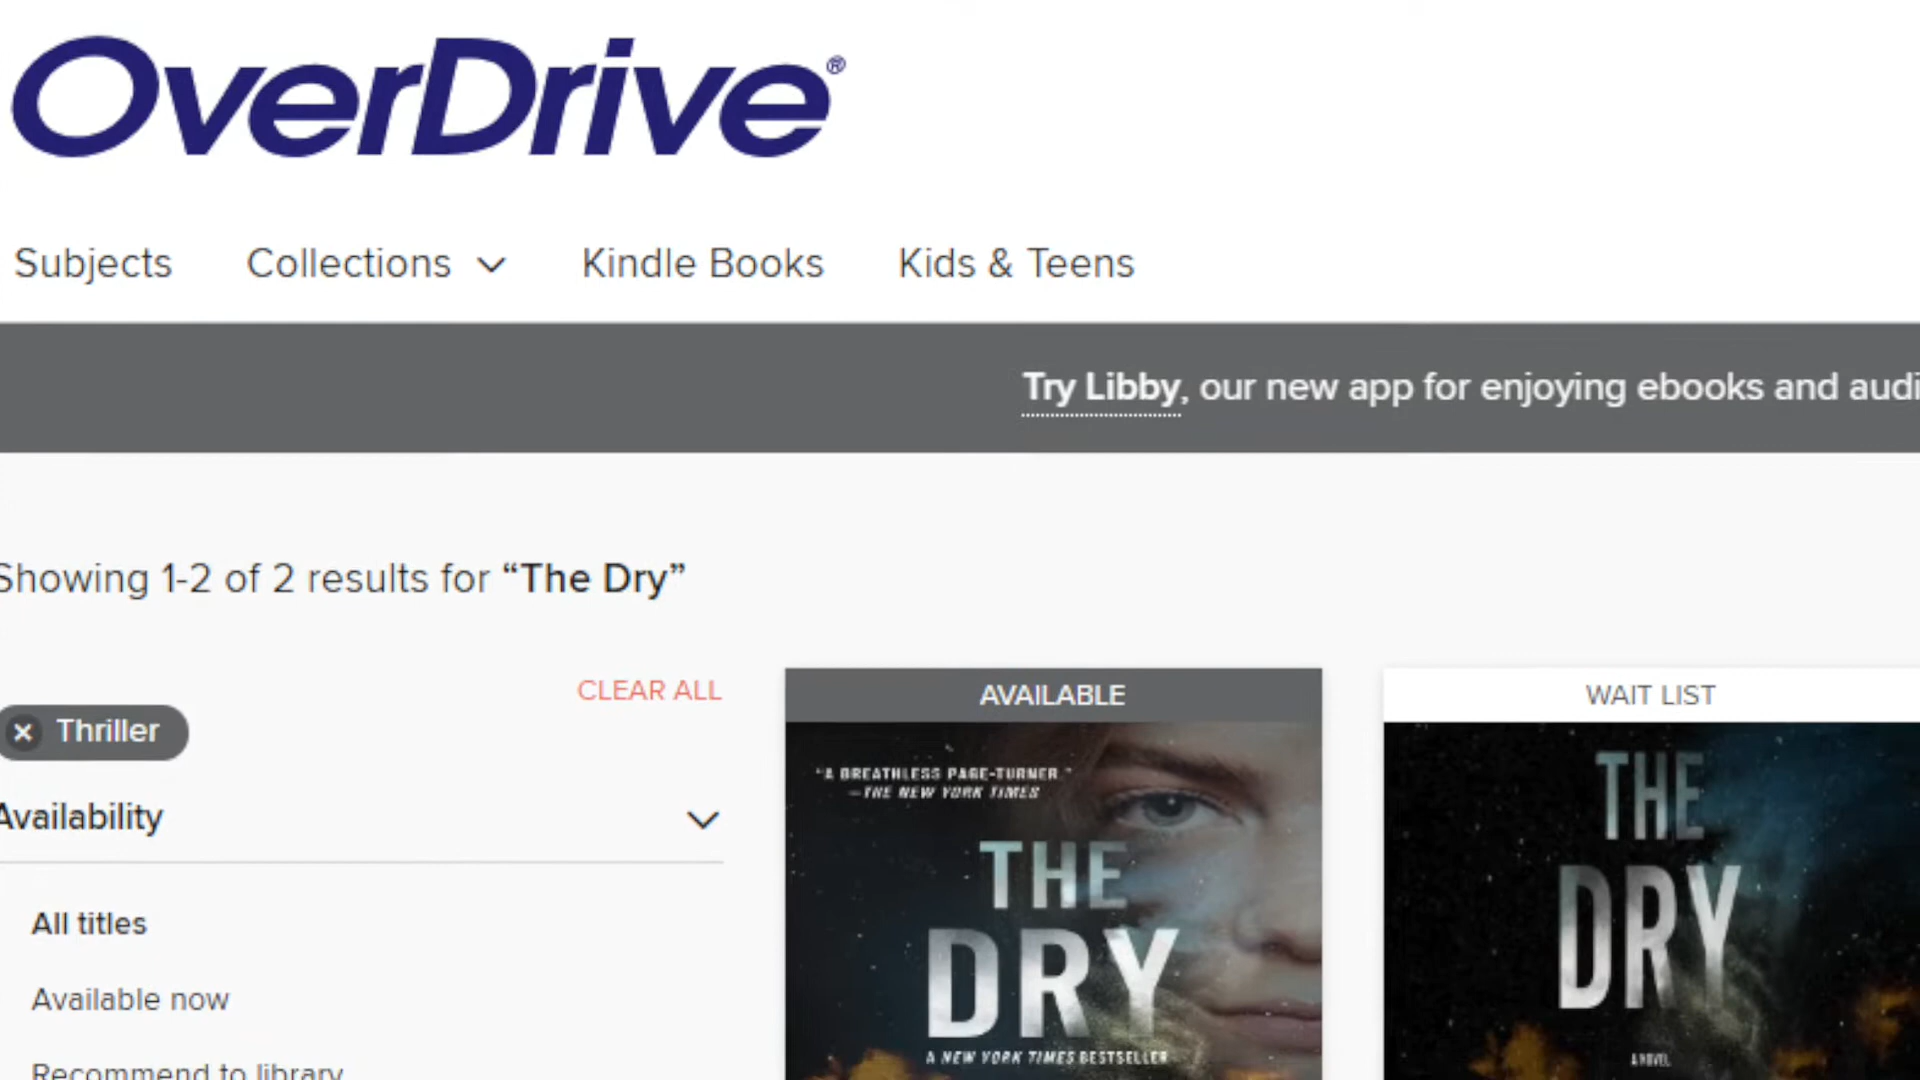 OverDrive®
Subjects Collections Kindle Books Kids & Teens
Try Libby, our new app for enjoying ebooks and audi
Showing 1-2 of 2 results for “The Dry”
CLEAR ALL
Thriller
Availability
All titles
Available now
Recommend to library
AVAILABLE
"A BREATHLESS PAGE-TURNER."
—THE NEW YORK TIMES
THE
DRY
A NEW YORK TIMES BESTSELLER
WAIT LIST
THE
DRY
A NOVEL